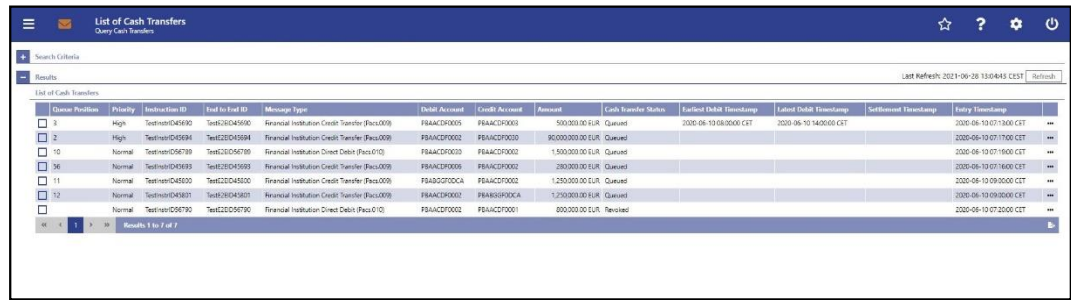 List of Cash Transfers
Query Cash Transfers
Search Criteria
Results Last Refresh: 2021-06-28 13:04:43 CEST Refresh
List of Cash Transfers
Queue Position Priority Instruction ID End to End ID Message Type Debit Account Credit Account Amount Cash Transfer Status Earliest Debit Timestamp Latest Debit Timestamp Settlement Timestamp Entry Timestamp
3 High TestInstrID45690 TestE2EID45690 Financial Institution Credit Transfer (Pacs.009) PBAACDF0005 PBAACDF0003 500,000.00 EUR Queued 2020-06-10 08:00:00 CET 2020-06-10 14:00:00 CET 2020-06-10 07:13:00 CET
2 High TestInstrID45694 TestE2EID45694 Financial Institution Credit Transfer (Pacs.009) PBAACDF0002 PBAACDF0030 90,000,000.00 EUR Queued 2020-06-10 07:17:00 CET
10 Normal TestInstrID56789 TestE2EID56789 Financial Institution Direct Debit (Pacs.010) PBAACDF0030 PBAACDF0002 1,500,000.00 EUR Queued 2020-06-10 07:19:00 CET
56 Normal TestInstrID45693 TestE2EID45693 Financial Institution Credit Transfer (Pacs.009) PBAACDF0006 PBAACDF0002 280,000.00 EUR Queued 2020-06-10 07:16:00 CET
11 Normal TestInstrID45800 TestE2EID45800 Financial Institution Credit Transfer (Pacs.009) PBABGGF0DCA PBAACDF0002 1,250,000.00 EUR Queued 2020-06-10 09:00:00 CET
12 Normal TestInstrID45801 TestE2EID45801 Financial Institution Credit Transfer (Pacs.009) PBAACDF0002 PBABGGF0DCA 1,250,000.00 EUR Queued 2020-06-10 09:00:00 CET
Normal TestInstrID56790 TestE2EID56790 Financial Institution Direct Debit (Pacs.010) PBAACDF0002 PBAACDF0001 800,000.00 EUR Revoked 2020-06-10 07:20:00 CET
1 Results 1 to 7 of 7